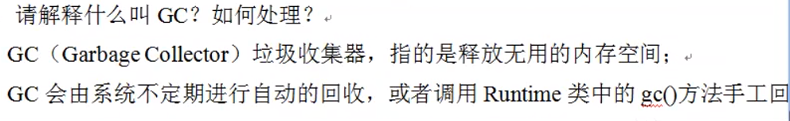 请解释什么叫 GC？如何处理？
GC（Garbage Collector）垃圾收集器，指的是释放无用的内存空间；
GC 会由系统不定期进行自动的回收，或者调用 Runtime 类中的 gc()方法手工回